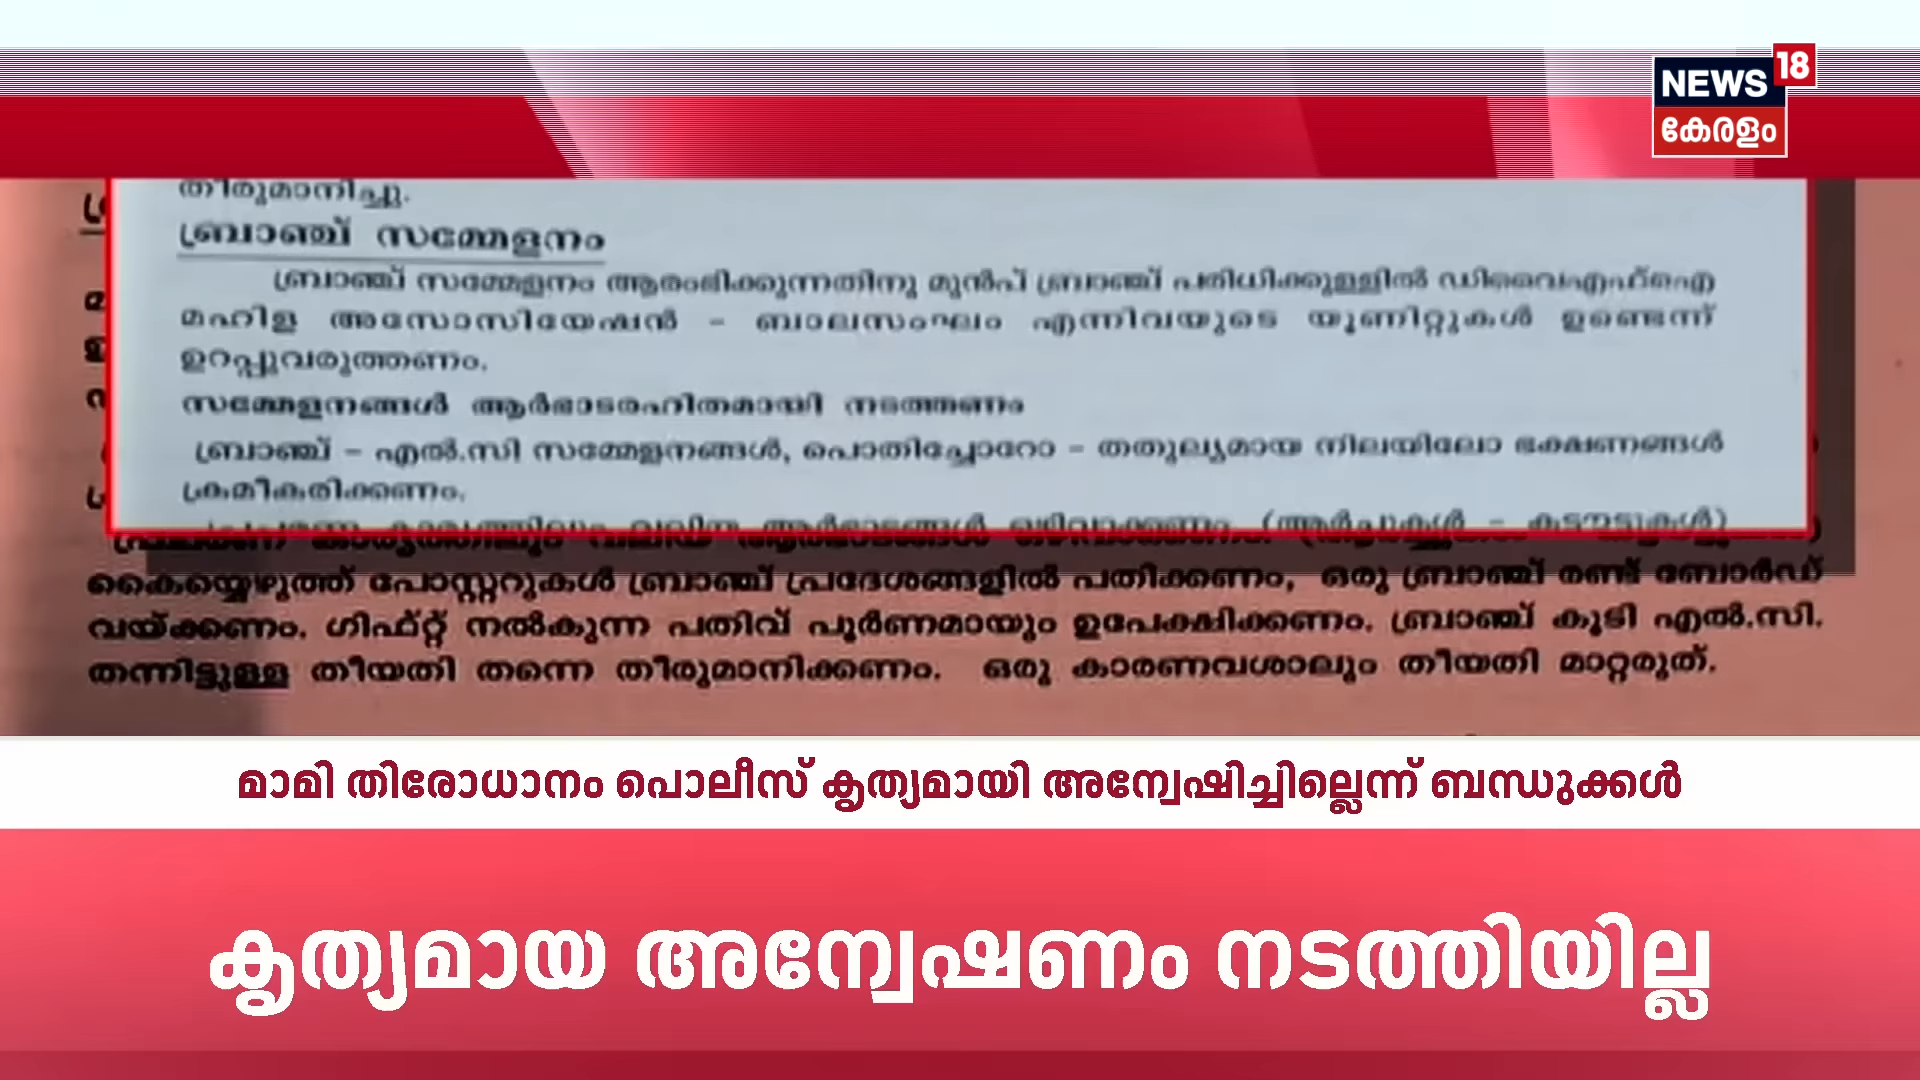 NEWS 18
കേരളം
തീരുമാനിച്ചു.
ബ്രാഞ്ച് സമ്മേളനം
ബ്രാഞ്ച് സമ്മേളനം ആരംഭിക്കുന്നതിനു മുൻപ് ബ്രാഞ്ച് പരിധിക്കുള്ളിൽ ഡിവൈഎഫ്ഐ
മഹിള അസോസിയേഷൻ - ബാലസംഘം എന്നിവയുടെ യൂണിറ്റുകൾ ഉണ്ടെന്ന്
ഉറപ്പുവരുത്തണം.
സമ്മേളനങ്ങൾ ആർഭാടരഹിതമായി നടത്തണം
ബ്രാഞ്ച് - എൽ.സി സമ്മേളനങ്ങൾ, പൊതിച്ചോറോ - തതുല്യമായ നിലയിലോ ഭക്ഷണങ്ങൾ
ക്രമീകരിക്കണം.
കൈയ്യെഴുത്ത് പോസ്റ്ററുകൾ ബ്രാഞ്ച് പ്രദേശങ്ങളിൽ പതിക്കണം, ഒരു ബ്രാഞ്ച് രണ്ട് ബോർഡ്
വയ്ക്കണം. ഗിഫ്റ്റ് നൽകുന്ന പതിവ് പൂർണമായും ഉപേക്ഷിക്കണം. ബ്രാഞ്ച് കൂടി എൽ.സി.
തന്നിട്ടുള്ള തീയതി തന്നെ തീരുമാനിക്കണം. ഒരു കാരണവശാലും തീയതി മാറ്റരുത്.
മാമി തിരോധാനം പൊലീസ് കൃത്യമായി അന്വേഷിച്ചില്ലെന്ന് ബന്ധുക്കൾ
കൃത്യമായ അന്വേഷണം നടത്തിയില്ല